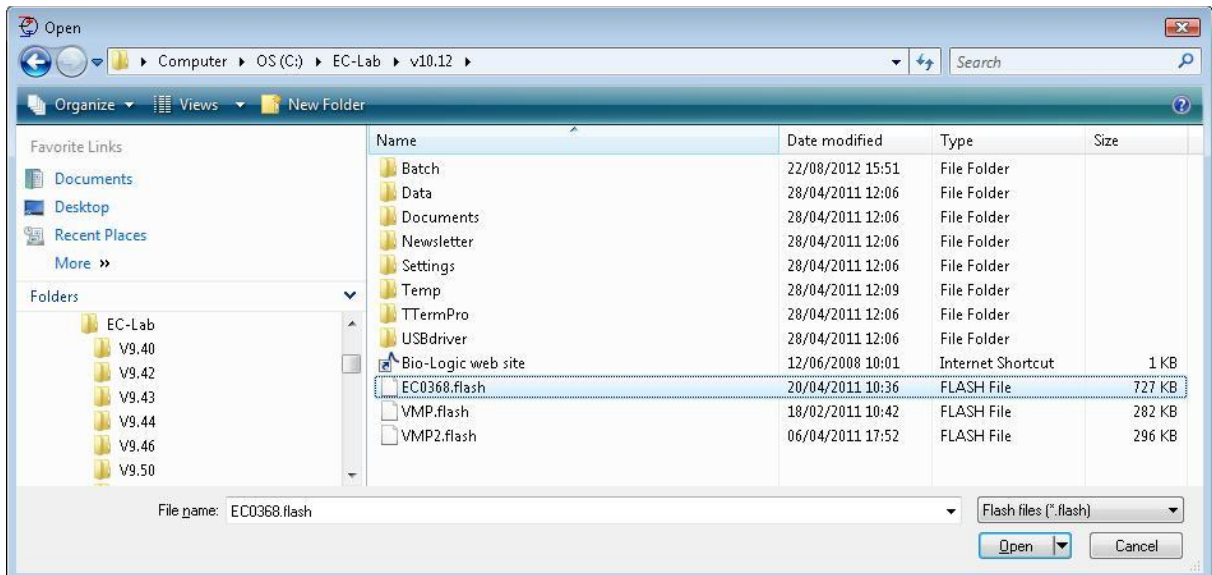 Open
Computer ▸ OS (C:) ▸ EC-Lab ▸ v10.12 ▸ Search
Organize Views New Folder
Favorite Links
Documents
Desktop
Recent Places
More »
Folders
EC-Lab
V9.40
V9.42
V9.43
V9.44
V9.46
V9.50
Name Date modified Type Size
Batch 22/08/2012 15:51 File Folder
Data 28/04/2011 12:06 File Folder
Documents 28/04/2011 12:06 File Folder
Newsletter 28/04/2011 12:06 File Folder
Settings 28/04/2011 12:06 File Folder
Temp 28/04/2011 12:09 File Folder
TTermPro 28/04/2011 12:06 File Folder
USBdriver 28/04/2011 12:06 File Folder
Bio-Logic web site 12/06/2008 10:01 Internet Shortcut 1 KB
EC0368.flash 20/04/2011 10:36 FLASH File 727 KB
VMP.flash 18/02/2011 10:42 FLASH File 282 KB
VMP2.flash 06/04/2011 17:52 FLASH File 296 KB
File name: EC0368.flash Flash files (*.flash)
Open Cancel